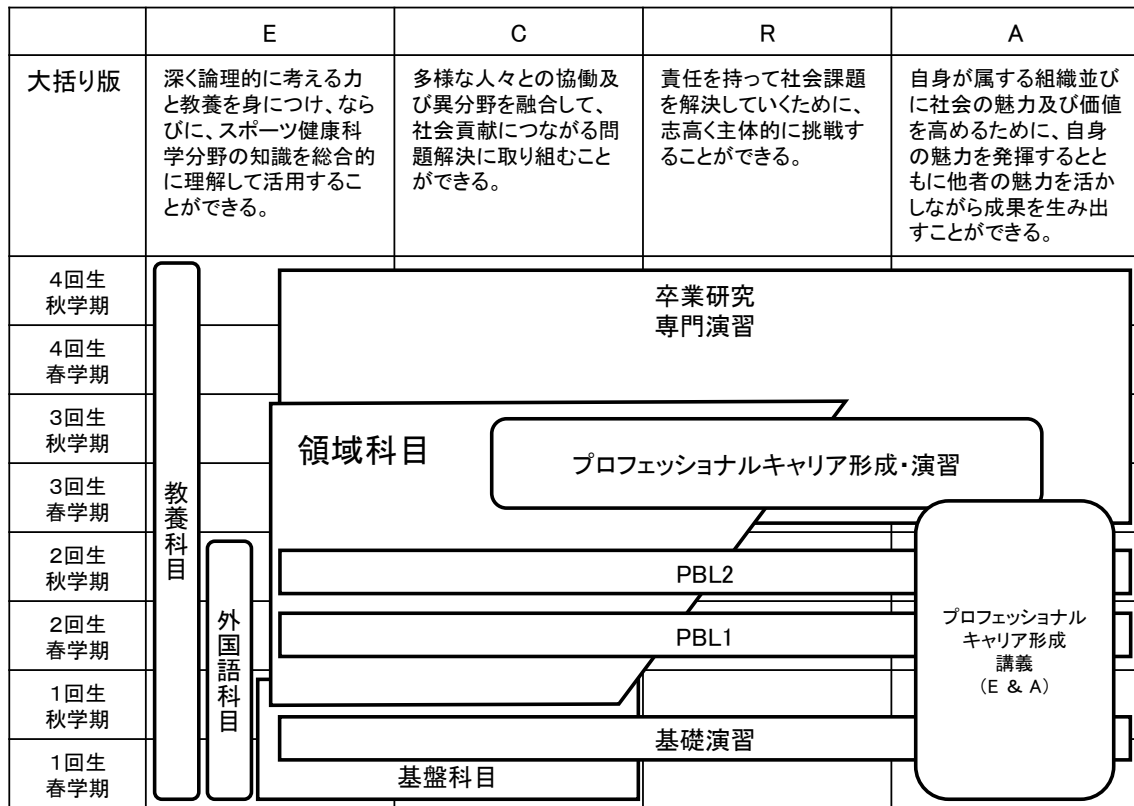 E
C
R
A
大括り版
深く論理的に考える力
と教養を身につけ、なら
びに、スポーツ健康科
学分野の知識を総合的
に理解して活用するこ
とができる。
多様な人々との協働及
び異分野を融合して、
社会貢献につながる問
題解決に取り組むこと
ができる。
責任を持って社会課題
を解決していくために、
志高く主体的に挑戦す
ることができる。
自身が属する組織並び
に社会の魅力及び価値
を高めるために、自身
の魅力を発揮するとと
もに他者の魅力を活か
しながら成果を生み出
すことができる。
4回生
秋学期
4回生
春学期
3回生
秋学期
3回生
春学期
2回生
秋学期
2回生
春学期
1回生
秋学期
1回生
春学期
教養科目
外国語科目
卒業研究
専門演習
領域科目
プロフェッショナルキャリア形成・演習
PBL2
PBL1
プロフェッショナル
キャリア形成
講義
(E & A)
基礎演習
基盤科目